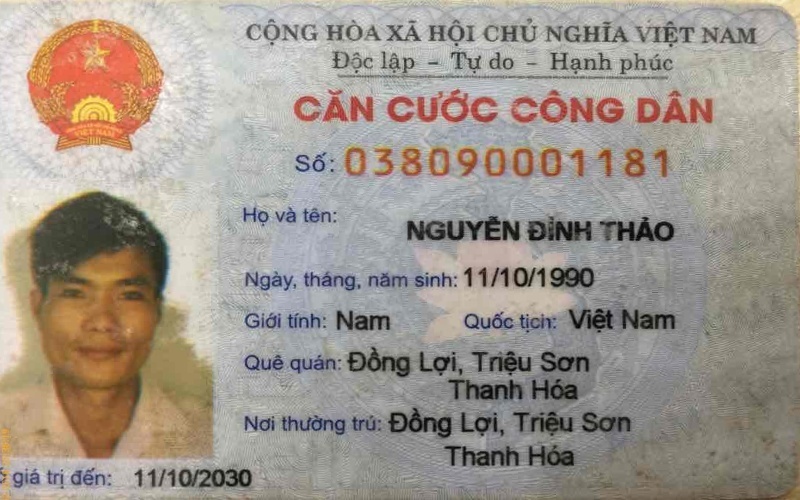 CỘNG HÒA XÃ HỘI CHỦ NGHĨA VIỆT NAM
Độc lập – Tự do – Hạnh phúc
CĂN CƯỚC CÔNG DÂN
Số: 038090001181
Họ và tên:
NGUYỄN ĐÌNH THẢO
Ngày, tháng, năm sinh: 11/10/1990
Giới tính: Nam Quốc tịch: Việt Nam
Quê quán: Đồng Lợi, Triệu Sơn
Thanh Hóa
Nơi thường trú: Đồng Lợi, Triệu Sơn
Thanh Hóa
giá trị đến: 11/10/2030
VIỆT NAM